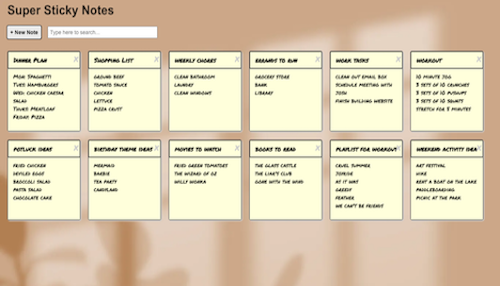 Super Sticky Notes
+ New Note
Type here to search...
Dinner Plan X
Mon: Spaghetti
Tues: Hamburgers
Wed: Chicken Caesar
Salad
Thurs: Meatloaf
Friday: Pizza
Shopping List X
ground beef
tomato sauce
chicken
lettuce
pizza crust
weekly chores X
clean bathroom
laundry
clean windows
errands to run X
grocery store
bank
library
work tasks X
clean out email box
schedule meeting with
Josh
finish building website
workout X
10 minute jog
3 sets of 10 crunches
3 sets of 10 pushups
3 sets of 10 squats
stretch for 5 minutes
potluck ideas X
fried chicken
deviled eggs
broccoli salad
pasta salad
chocolate cake
birthday theme ideas X
mermaid
barbie
tea party
candyland
movies to watch X
fried green tomatoes
the wizard of oz
willy wonka
books to read X
the glass castle
the liar's club
gone with the wind
playlist for workout X
cruel summer
joyride
as it was
greedy
feather
we can't be friends
weekend activity idea X
art festival
hike
rent a boat on the lake
paddleboarding
picnic at the park